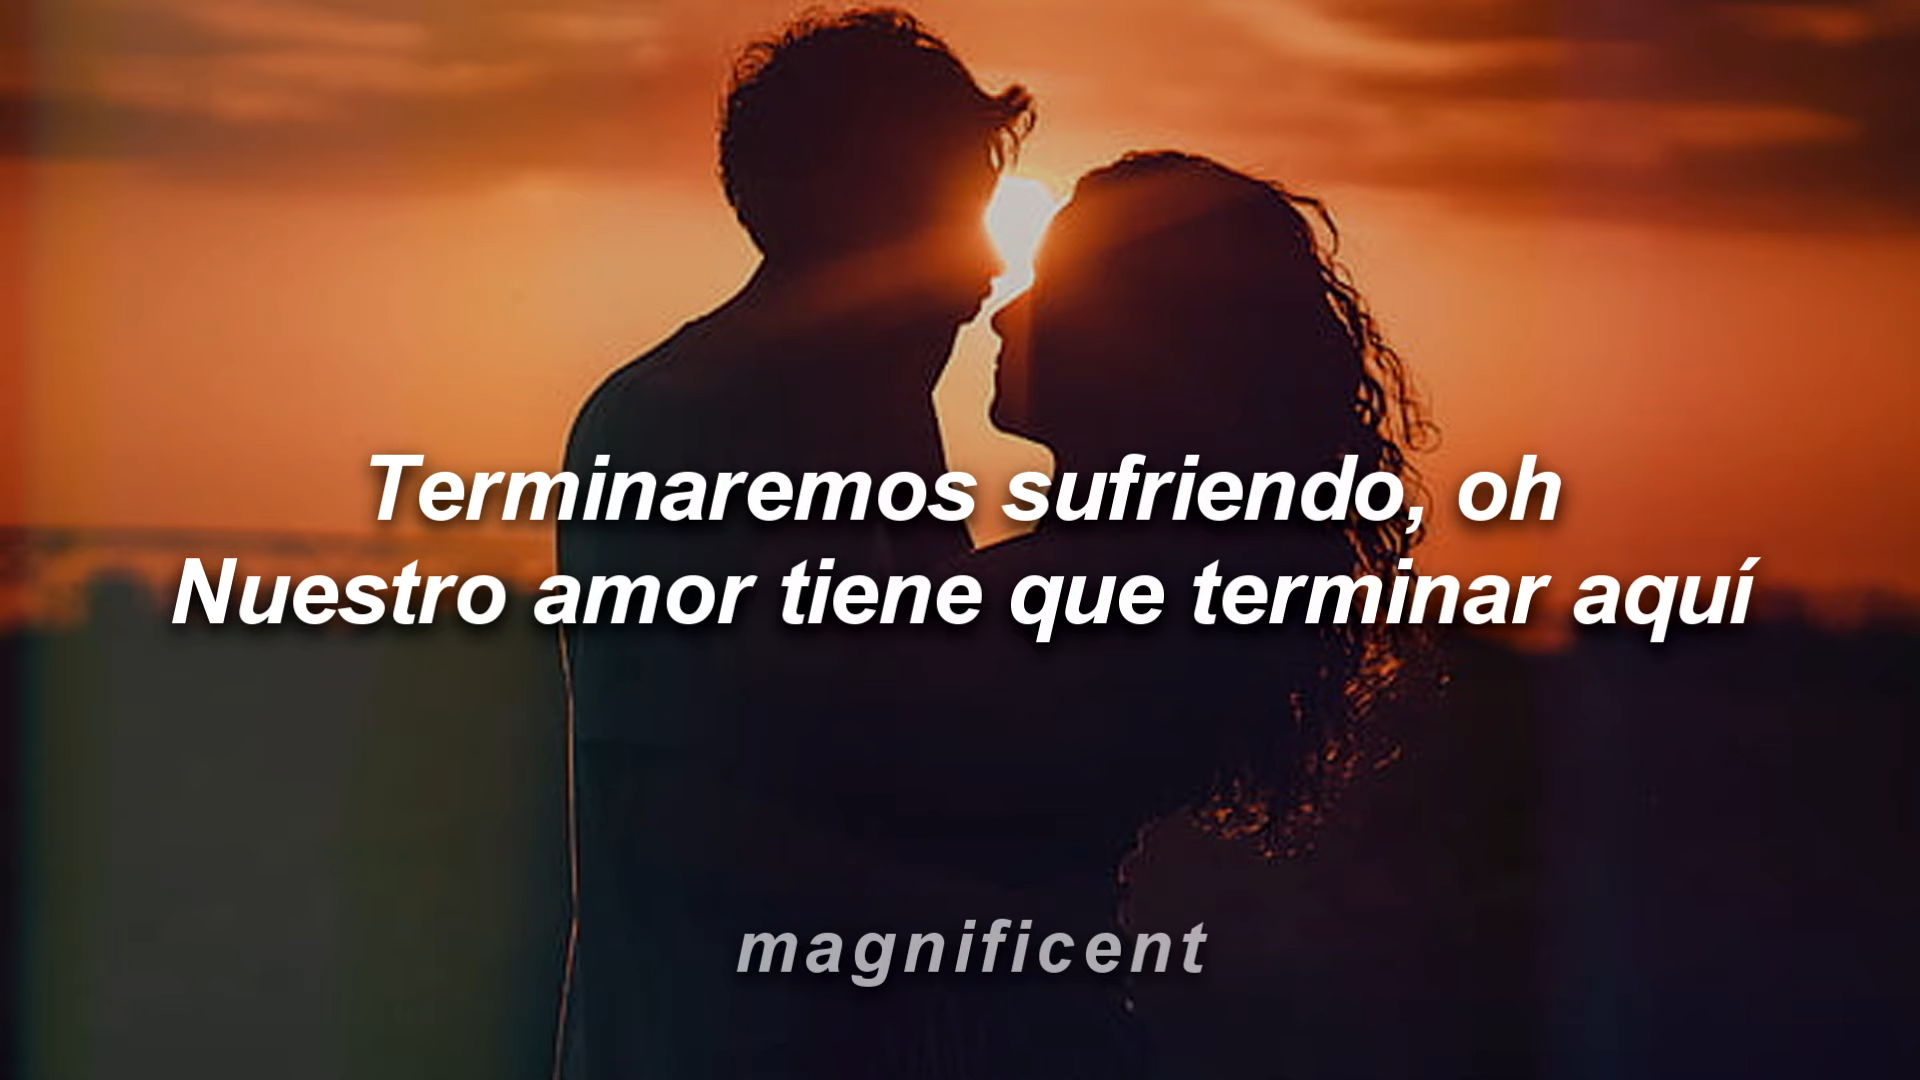 Terminaremos sufriendo, oh
Nuestro amor tiene que terminar aquí
magnificent